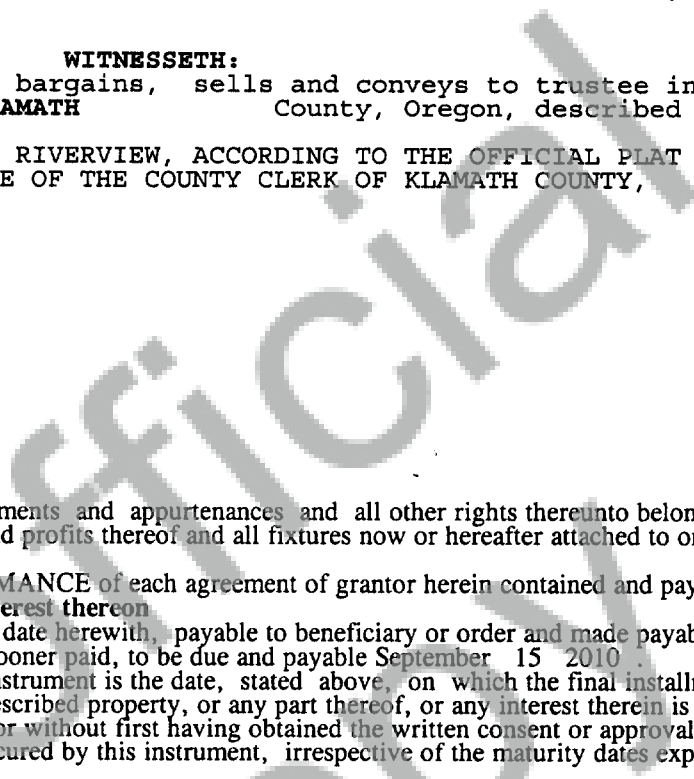 WITNESSETH:
bargains, sells and conveys to trustee in
AMATH County, Oregon, described
RIVERVIEW, ACCORDING TO THE OFFICIAL PLAT
E OF THE COUNTY CLERK OF KLAMATH COUNTY,
ments and appurtenances and all other rights thereunto belon
d profits thereof and all fixtures now or hereafter attached to or
MANCE of each agreement of grantor herein contained and pay
erest thereon
date herewith, payable to beneficiary or order and made payab
ooner paid, to be due and payable September 15 2010 .
nstrument is the date, stated above, on which the final install
escribed property, or any part thereof, or any interest therein is
or without first having obtained the written consent or approval
cured by this instrument, irrespective of the maturity dates exp
official
opy